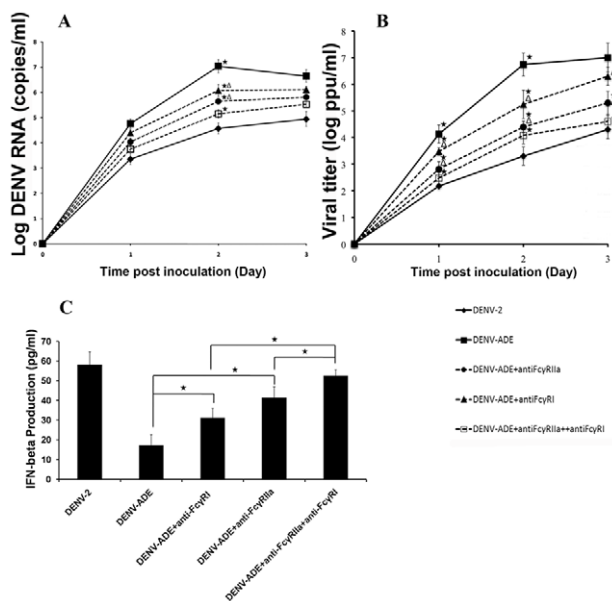 A
Log DENV RNA (copies/ml)
8
7
6
5
4
3
2
1
0
0 1 2 3
Time post inoculation (Day)
B
Viral titer (log ppu/ml)
8
7
6
5
4
3
2
1
0
0 1 2 3
Time post inoculation (Day)
C
IFN-beta Production (pg/ml)
70
60
50
40
30
20
10
0
DENV-2
DENV-ADE
DENV-ADE+anti-FcγRI
DENV-ADE+anti-FcγRIIa
DENV-ADE+anti-FcγRIIa+anti-FcγRI
DENV-2
DENV-ADE
DENV-ADE+antiFcγRIIa
DENV-ADE+antiFcγRI
DENV-ADE+antiFcγRIIa++antiFcγRI